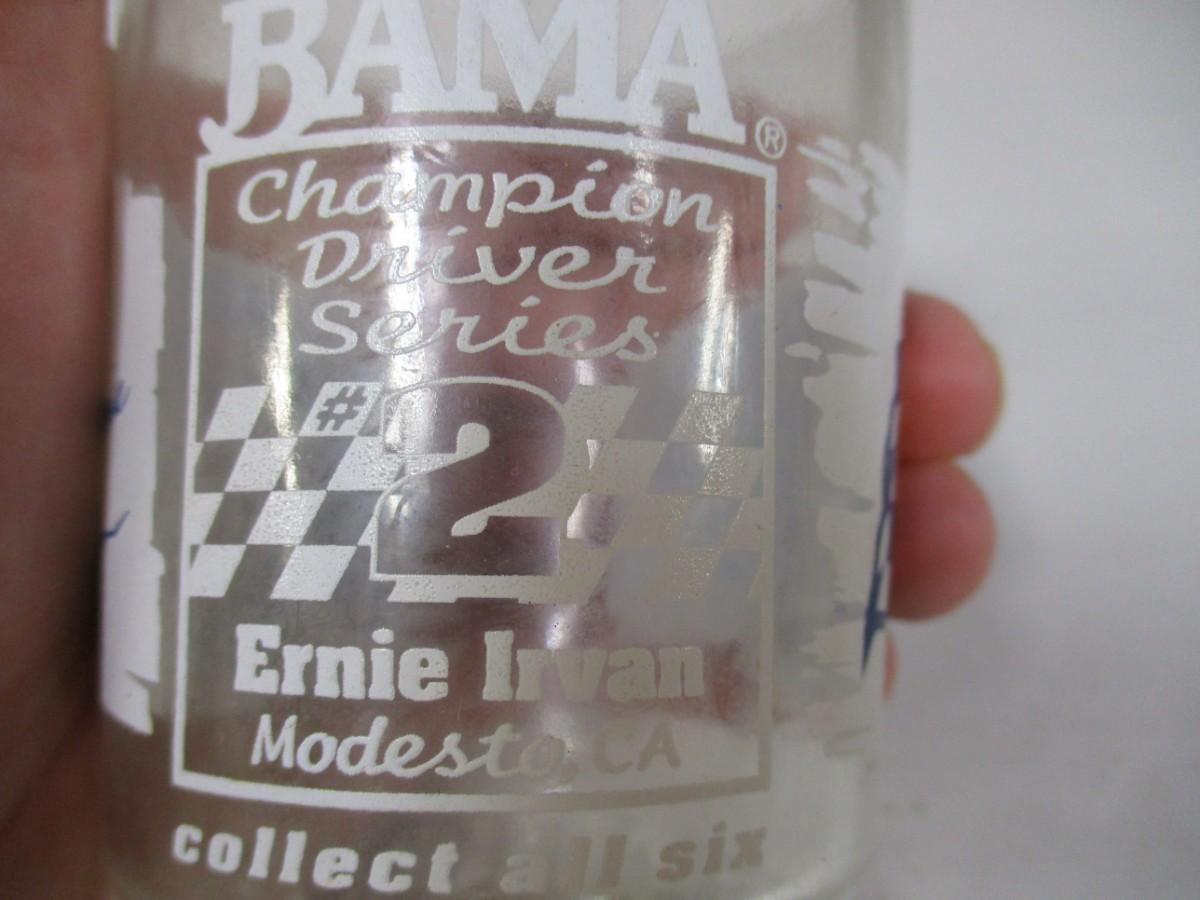 BAMA®
Champion
Driver
Series
#2
Ernie Irvan
Modesto, CA
collect all six